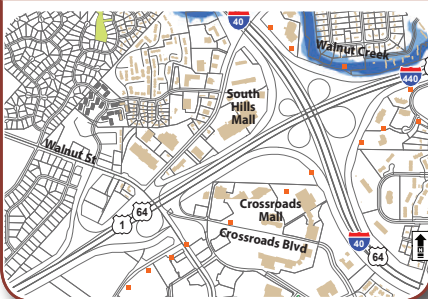 40
Walnut Creek
440
South
Hills
Mall
Walnut St
Crossroads
Mall
64
1
Crossroads Blvd
40
64